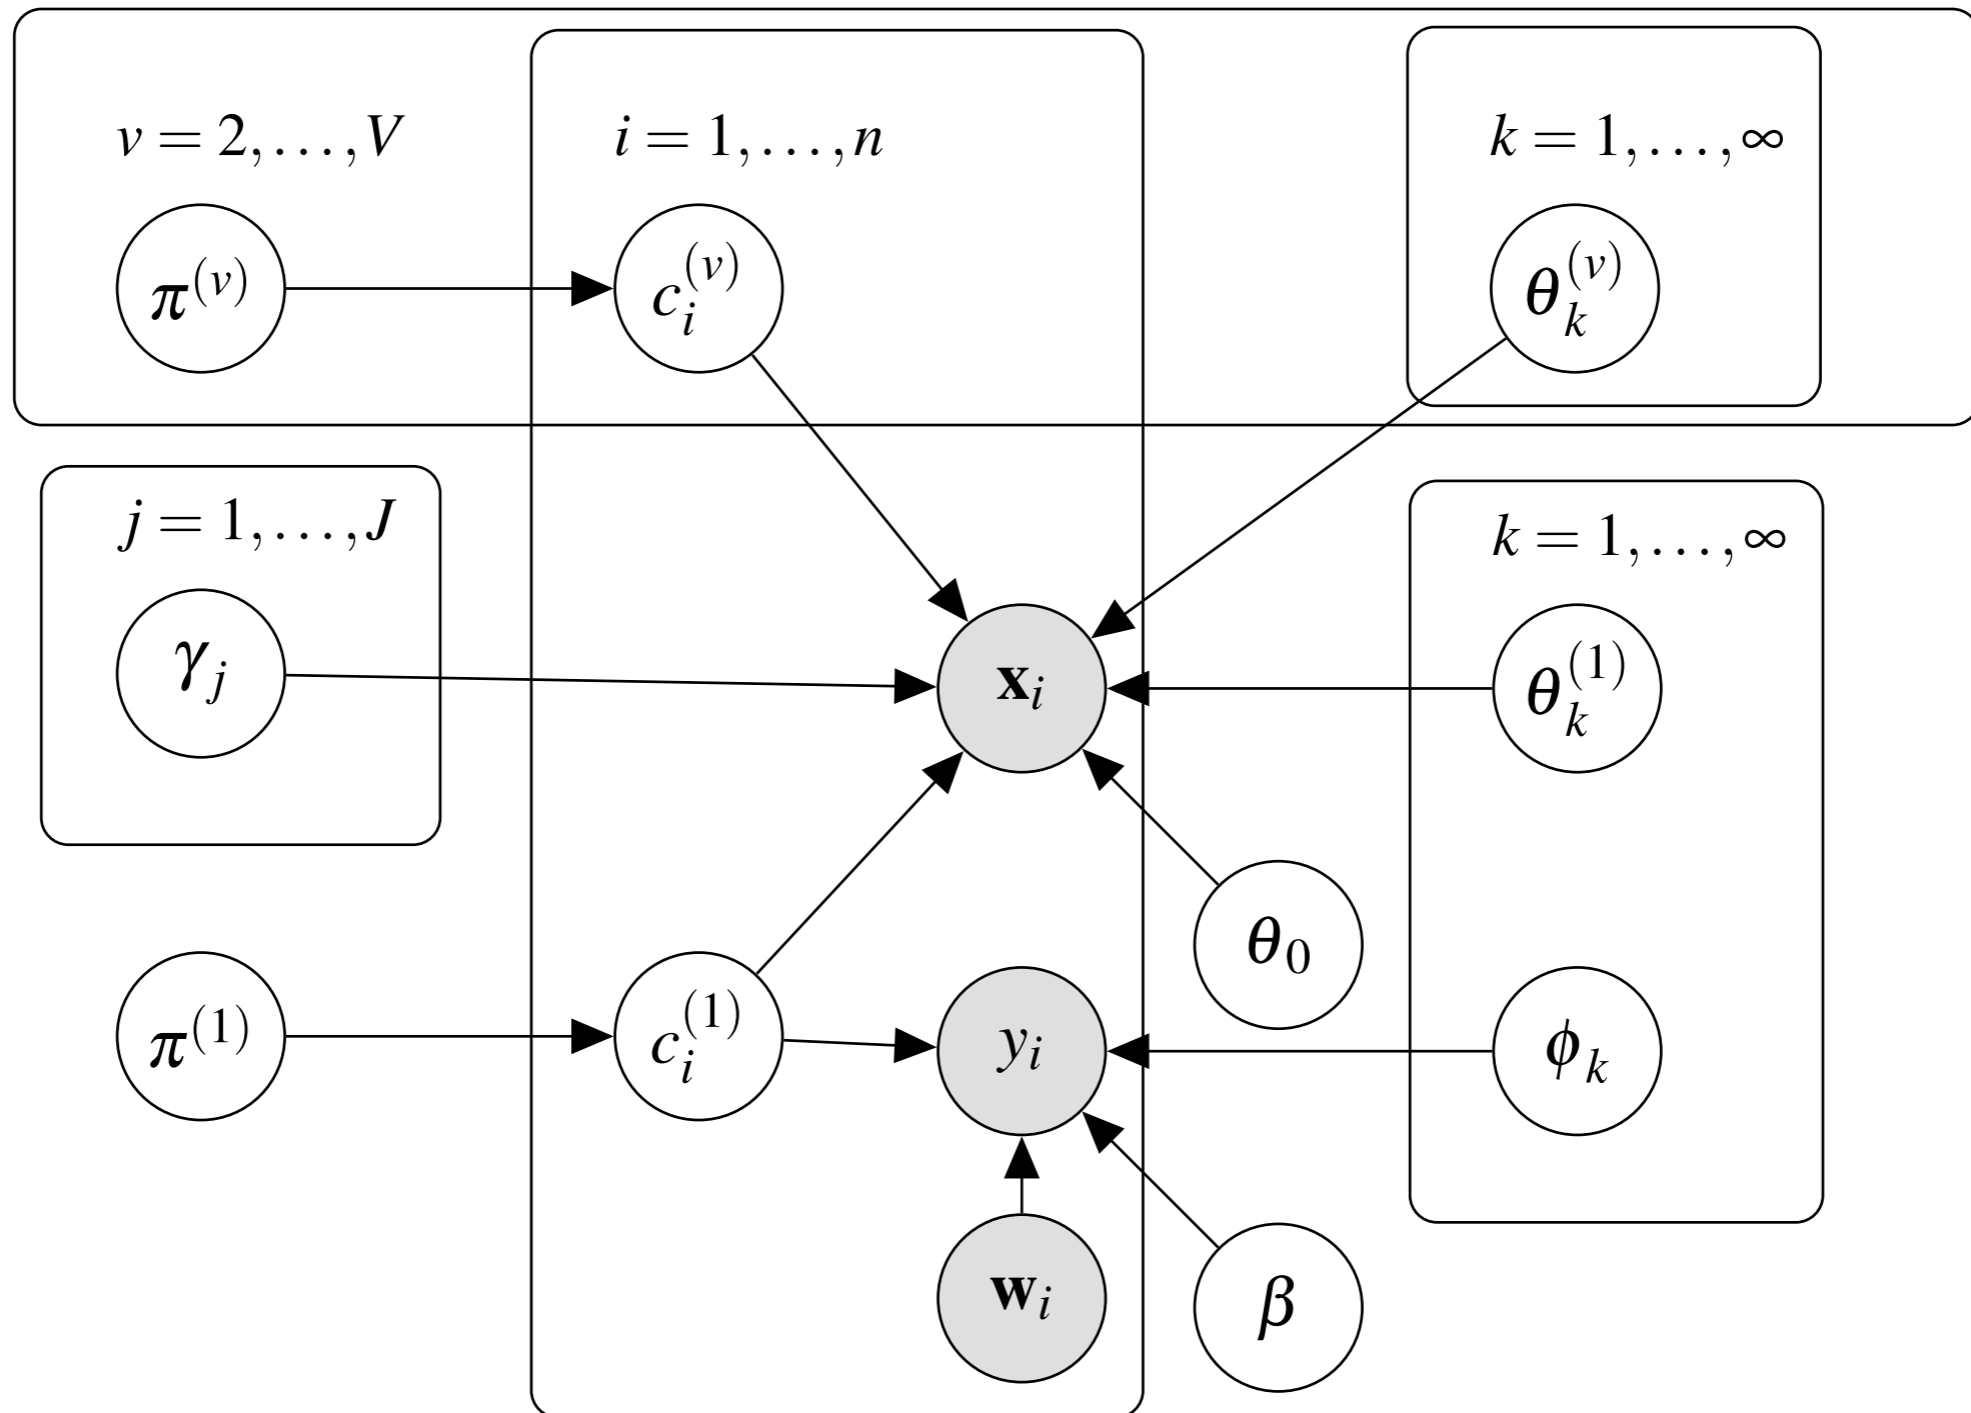 v = 2,…,V
i = 1,…,n
k = 1,…,∞
π^(v)
c_i^(v)
θ_k^(v)
j = 1,…,J
k = 1,…,∞
γ_j
x_i
θ_k^(1)
θ_0
π^(1)
c_i^(1)
y_i
ϕ_k
w_i
β